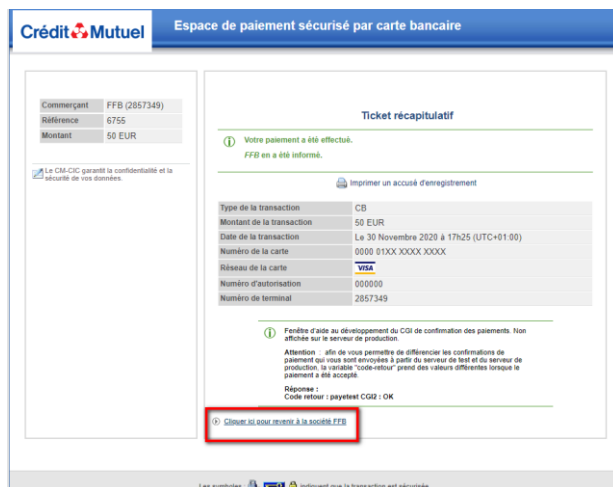 Crédit Mutuel
Espace de paiement sécurisé par carte bancaire
Commerçant FFB (2857349)
Référence 6755
Montant 50 EUR
Le CM-CIC garantit la confidentialité et la
sécurité de vos données.
Ticket récapitulatif
Votre paiement a été effectué.
FFB en a été informé.
Imprimer un accusé d'enregistrement
Type de la transaction CB
Montant de la transaction 50 EUR
Date de la transaction Le 30 Novembre 2020 à 17h25 (UTC+01:00)
Numéro de la carte 0000 01XX XXXX XXXX
Réseau de la carte VISA
Numéro d'autorisation 000000
Numéro de terminal 2857349
Fenêtre d'aide au développement du CGI de confirmation des paiements. Non
affichée sur le serveur de production.
Attention : afin de vous permettre de différencier les confirmations de
paiement qui vous sont envoyées à partir du serveur de test et du serveur de
production, la variable "code-retour" prend des valeurs différentes lorsque le
paiement a été accepté.
Réponse :
Code retour : payetest CGI2 : OK
Cliquer ici pour revenir à la société FFB
Les symboles : indiquent que la transaction est sécurisée